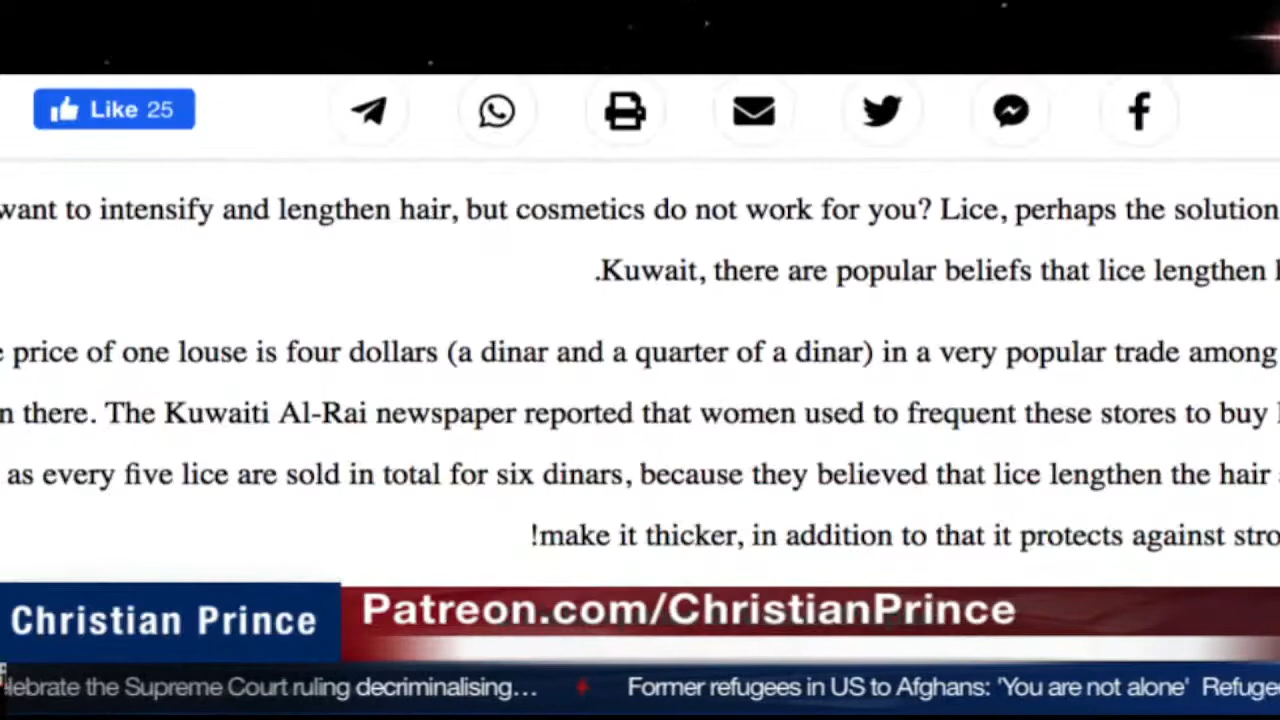 Like 25
want to intensify and lengthen hair, but cosmetics do not work for you? Lice, perhaps the solution
.Kuwait, there are popular beliefs that lice lengthen
price of one louse is four dollars (a dinar and a quarter of a dinar) in a very popular trade among
there. The Kuwaiti Al-Rai newspaper reported that women used to frequent these stores to buy
as every five lice are sold in total for six dinars, because they believed that lice lengthen the hair
!make it thicker, in addition to that it protects against
Christian Prince
Patreon.com/ChristianPrince
lebrate the Supreme Court ruling decriminalising... Former refugees in US to Afghans: 'You are not alone' Refuge